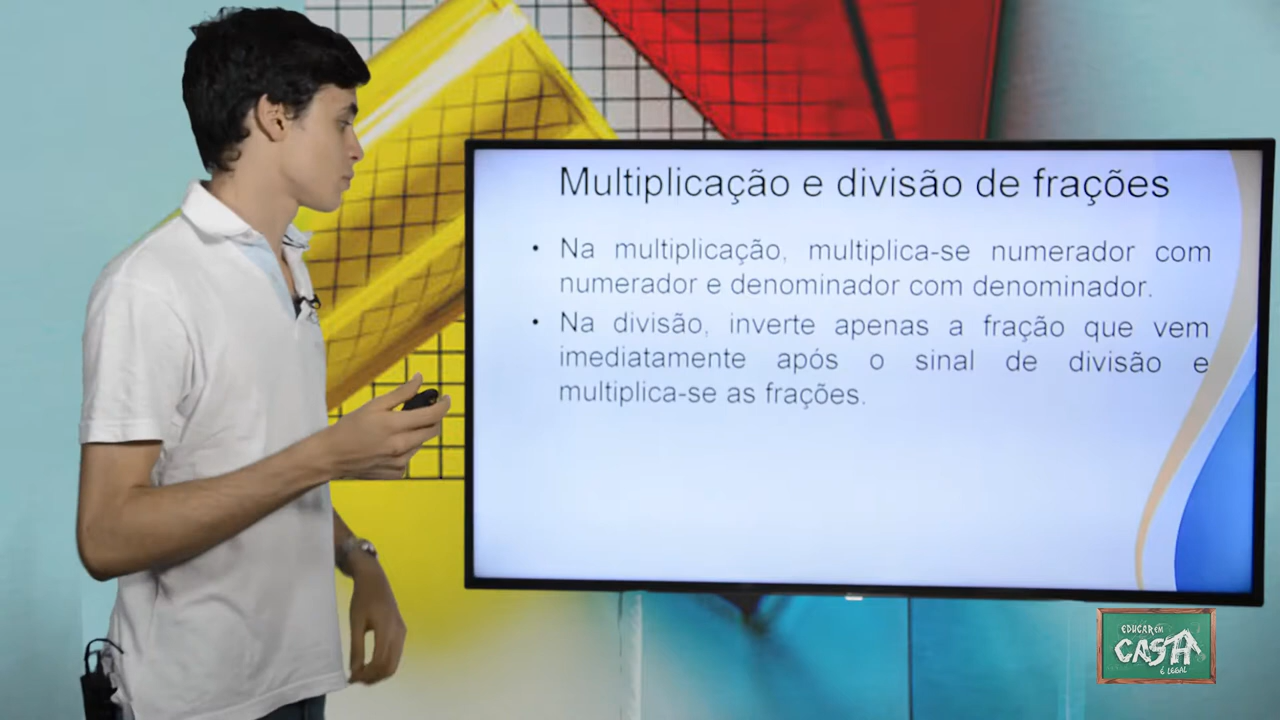 Multiplicação e divisão de frações
• Na multiplicação, multiplica-se numerador com
numerador e denominador com denominador.
• Na divisão, inverte apenas a fração que vem
imediatamente após o sinal de divisão e
multiplica-se as frações.
EDUCAR EM
CASA
É LEGAL